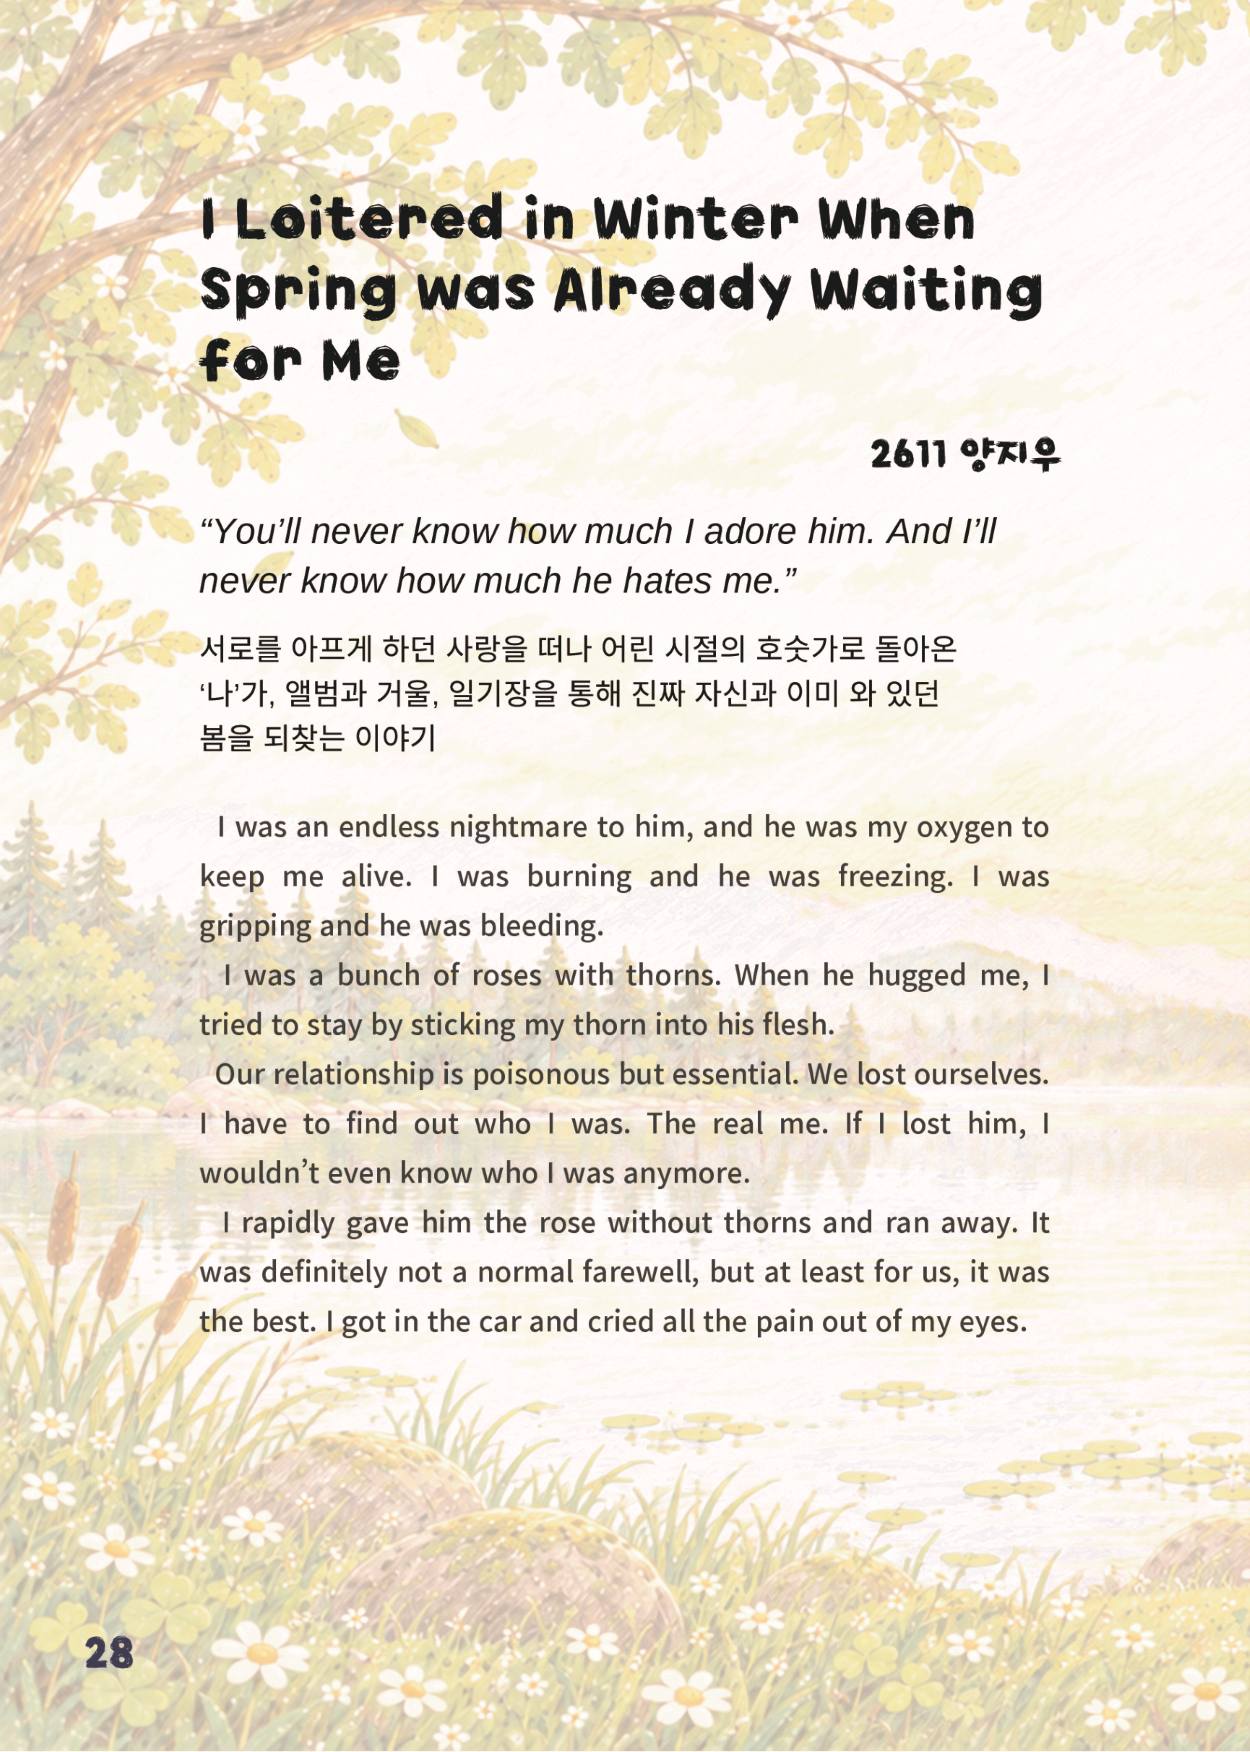 I Loitered in Winter When
Spring was Already Waiting
for Me
2611 양지우
“You’ll never know how much I adore him. And I’ll
never know how much he hates me.”
서로를 아프게 하던 사랑을 떠나 어린 시절의 호숫가로 돌아온
‘나’가, 앨범과 거울, 일기장을 통해 진짜 자신과 이미 와 있던
봄을 되찾는 이야기
I was an endless nightmare to him, and he was my oxygen to
keep me alive. I was burning and he was freezing. I was
gripping and he was bleeding.
I was a bunch of roses with thorns. When he hugged me, I
tried to stay by sticking my thorn into his flesh.
Our relationship is poisonous but essential. We lost ourselves.
I have to find out who I was. The real me. If I lost him, I
wouldn’t even know who I was anymore.
I rapidly gave him the rose without thorns and ran away. It
was definitely not a normal farewell, but at least for us, it was
the best. I got in the car and cried all the pain out of my eyes.
28